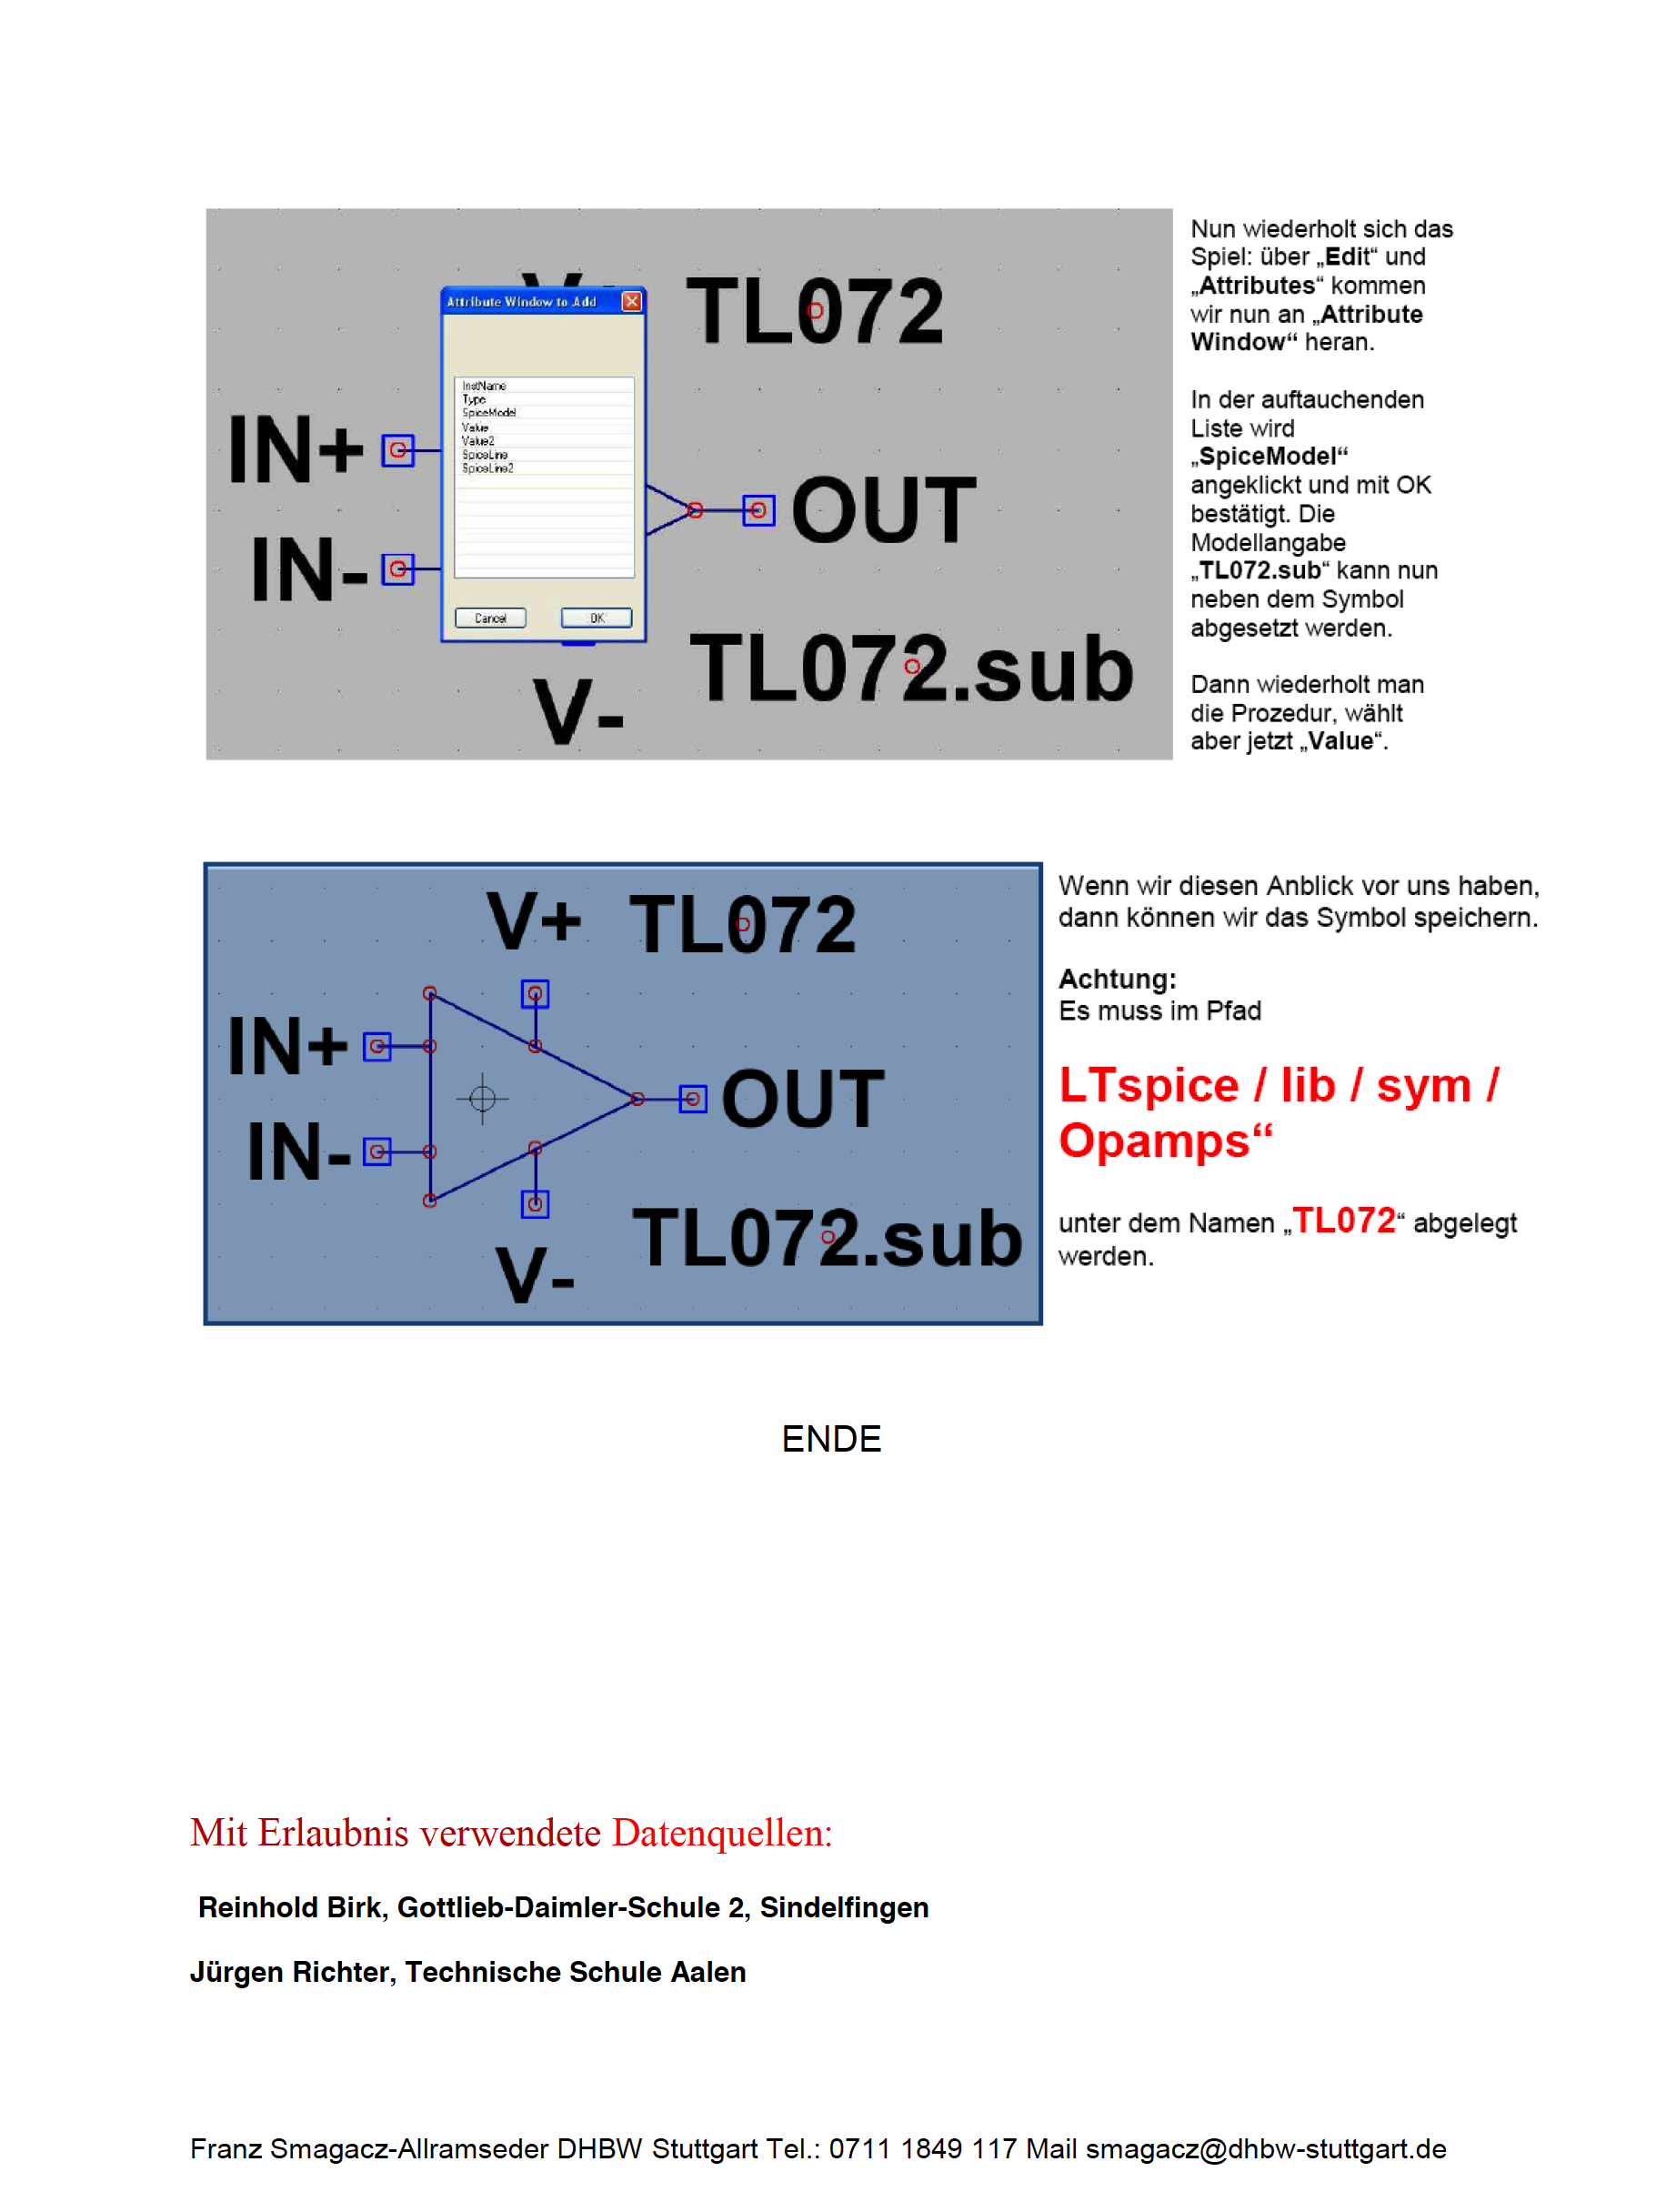 V+ TL072
Attribute Window to Add
InstName
Type
SpiceModel
Value
Value2
SpiceLine
SpiceLine2
Cancel OK
IN+
IN-
OUT
TL072.sub
V-
Nun wiederholt sich das
Spiel: über „Edit“ und
„Attributes“ kommen
wir nun an „Attribute
Window“ heran.
In der auftauchenden
Liste wird
„SpiceModel“
angeklickt und mit OK
bestätigt. Die
Modellangabe
„TL072.sub“ kann nun
neben dem Symbol
abgesetzt werden.
Dann wiederholt man
die Prozedur, wählt
aber jetzt „Value“.
V+ TL072
IN+
OUT
IN-
TL072.sub
V-
Wenn wir diesen Anblick vor uns haben,
dann können wir das Symbol speichern.
Achtung:
Es muss im Pfad
LTspice / lib / sym /
Opamps“
unter dem Namen „TL072“ abgelegt
werden.
ENDE
Mit Erlaubnis verwendete Datenquellen:
Reinhold Birk, Gottlieb-Daimler-Schule 2, Sindelfingen
Jürgen Richter, Technische Schule Aalen
Franz Smagacz-Allramseder DHBW Stuttgart Tel.: 0711 1849 117 Mail smagacz@dhbw-stuttgart.de